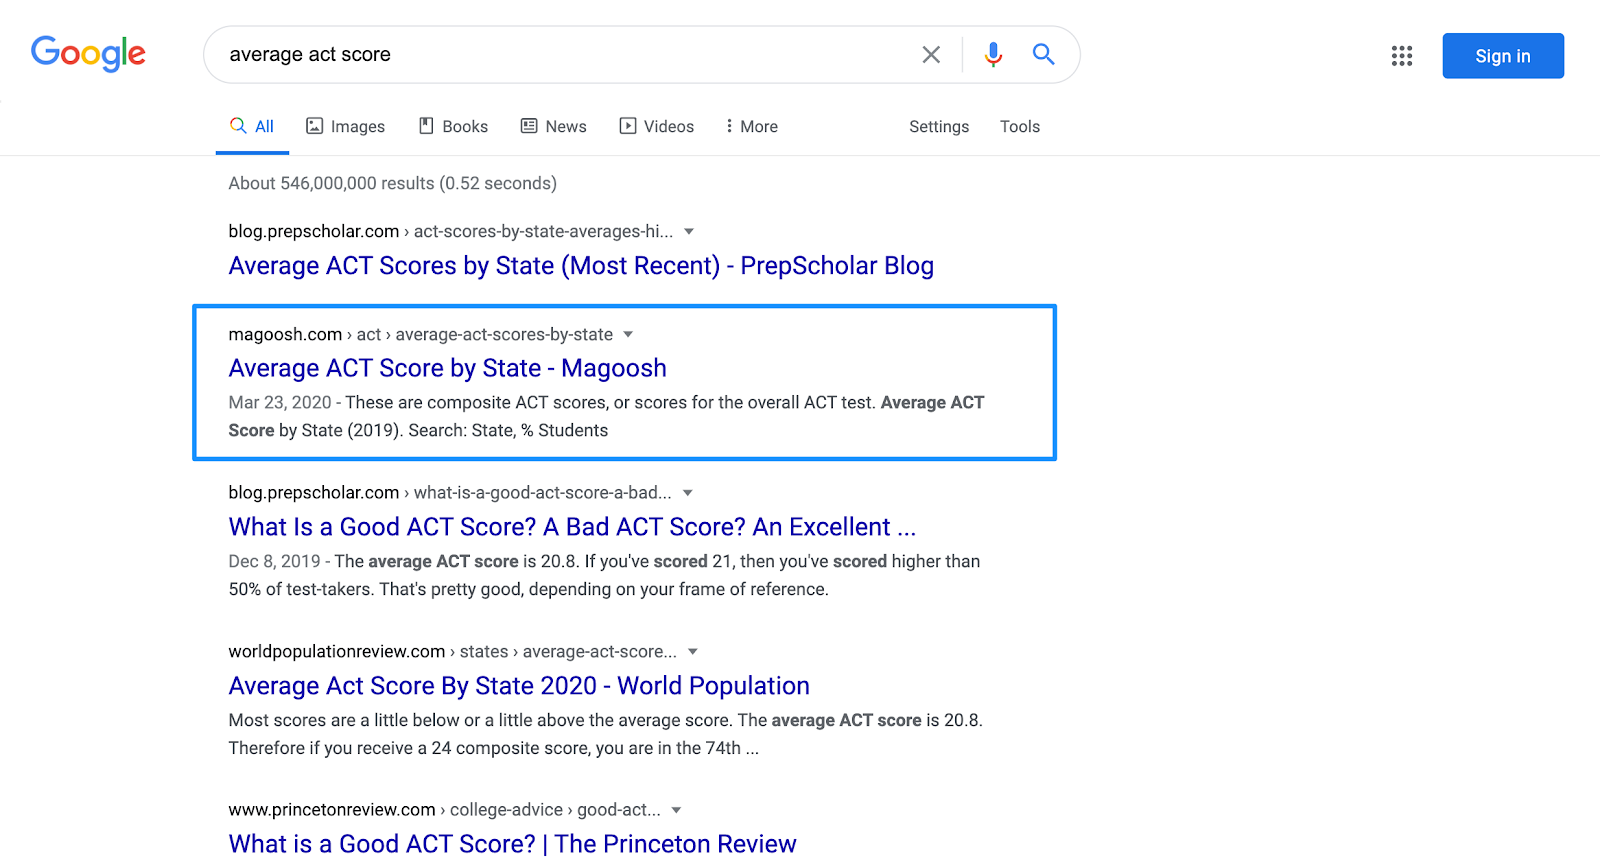 Google
average act score
Sign in
All Images Books News Videos More Settings Tools
About 546,000,000 results (0.52 seconds)
blog.prepscholar.com › act-scores-by-state-averages-hi...
Average ACT Scores by State (Most Recent) - PrepScholar Blog
magoosh.com › act › average-act-scores-by-state
Average ACT Score by State - Magoosh
Mar 23, 2020 - These are composite ACT scores, or scores for the overall ACT test. Average ACT
Score by State (2019). Search: State, % Students
blog.prepscholar.com › what-is-a-good-act-score-a-bad...
What Is a Good ACT Score? A Bad ACT Score? An Excellent ...
Dec 8, 2019 - The average ACT score is 20.8. If you've scored 21, then you've scored higher than
50% of test-takers. That's pretty good, depending on your frame of reference.
worldpopulationreview.com › states › average-act-score...
Average Act Score By State 2020 - World Population
Most scores are a little below or a little above the average score. The average ACT score is 20.8.
Therefore if you receive a 24 composite score, you are in the 74th ...
www.princetonreview.com › college-advice › good-act...
What is a Good ACT Score? | The Princeton Review